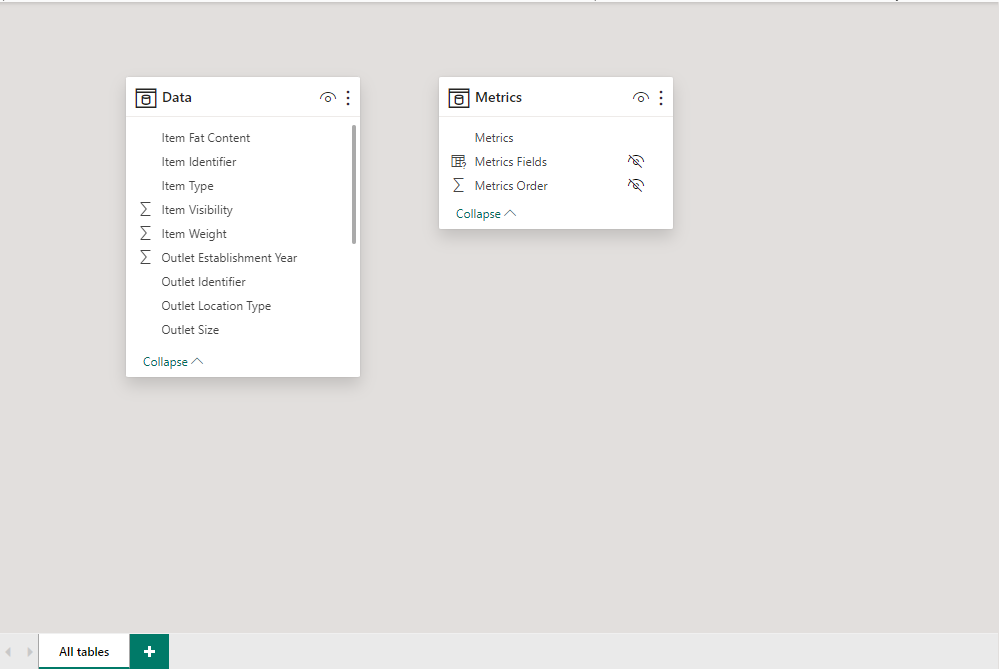 Data
Item Fat Content
Item Identifier
Item Type
Item Visibility
Item Weight
Outlet Establishment Year
Outlet Identifier
Outlet Location Type
Outlet Size
Collapse
Metrics
Metrics
Metrics Fields
Metrics Order
Collapse
All tables